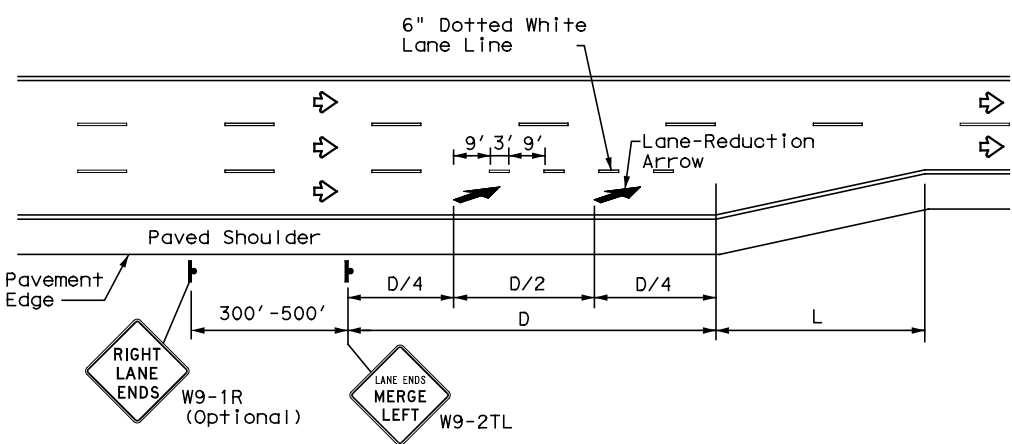 6" Dotted White
Lane Line
9' 3' 9'
Lane-Reduction
Arrow
Paved Shoulder
Pavement
Edge
D/4 D/2 D/4
300'-500' D L
RIGHT
LANE
ENDS
W9-1R
(Optional)
LANE ENDS
MERGE
LEFT
W9-2TL